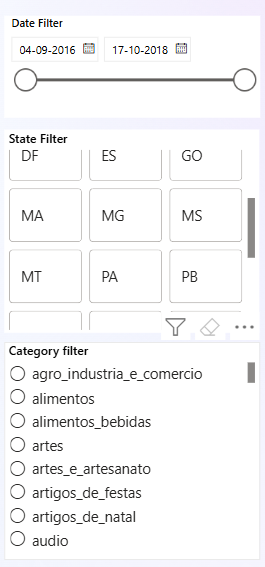 Date Filter
04-09-2016 17-10-2018
State Filter
DF ES GO
MA MG MS
MT PA PB
Category filter
agro_industria_e_comercio
alimentos
alimentos_bebidas
artes
artes_e_artesanato
artigos_de_festas
artigos_de_natal
audio